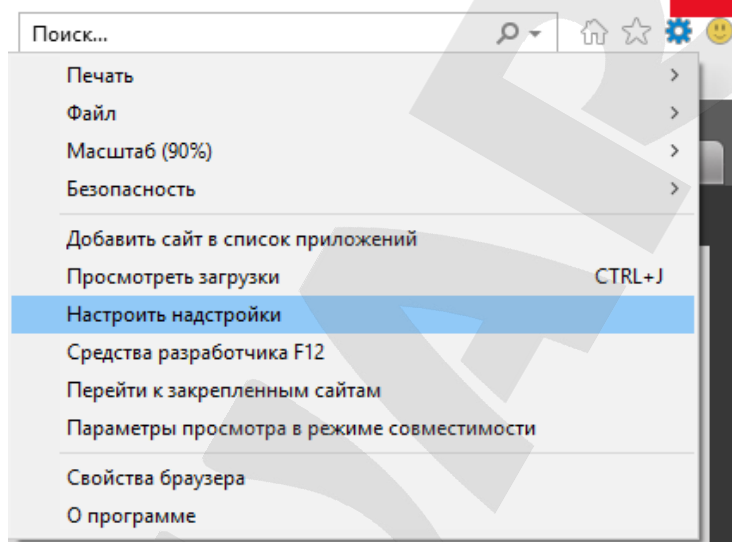 Поиск...
Печать
Файл
Масштаб (90%)
Безопасность
Добавить сайт в список приложений
Просмотреть загрузки CTRL+J
Настроить надстройки
Средства разработчика F12
Перейти к закрепленным сайтам
Параметры просмотра в режиме совместимости
Свойства браузера
О программе